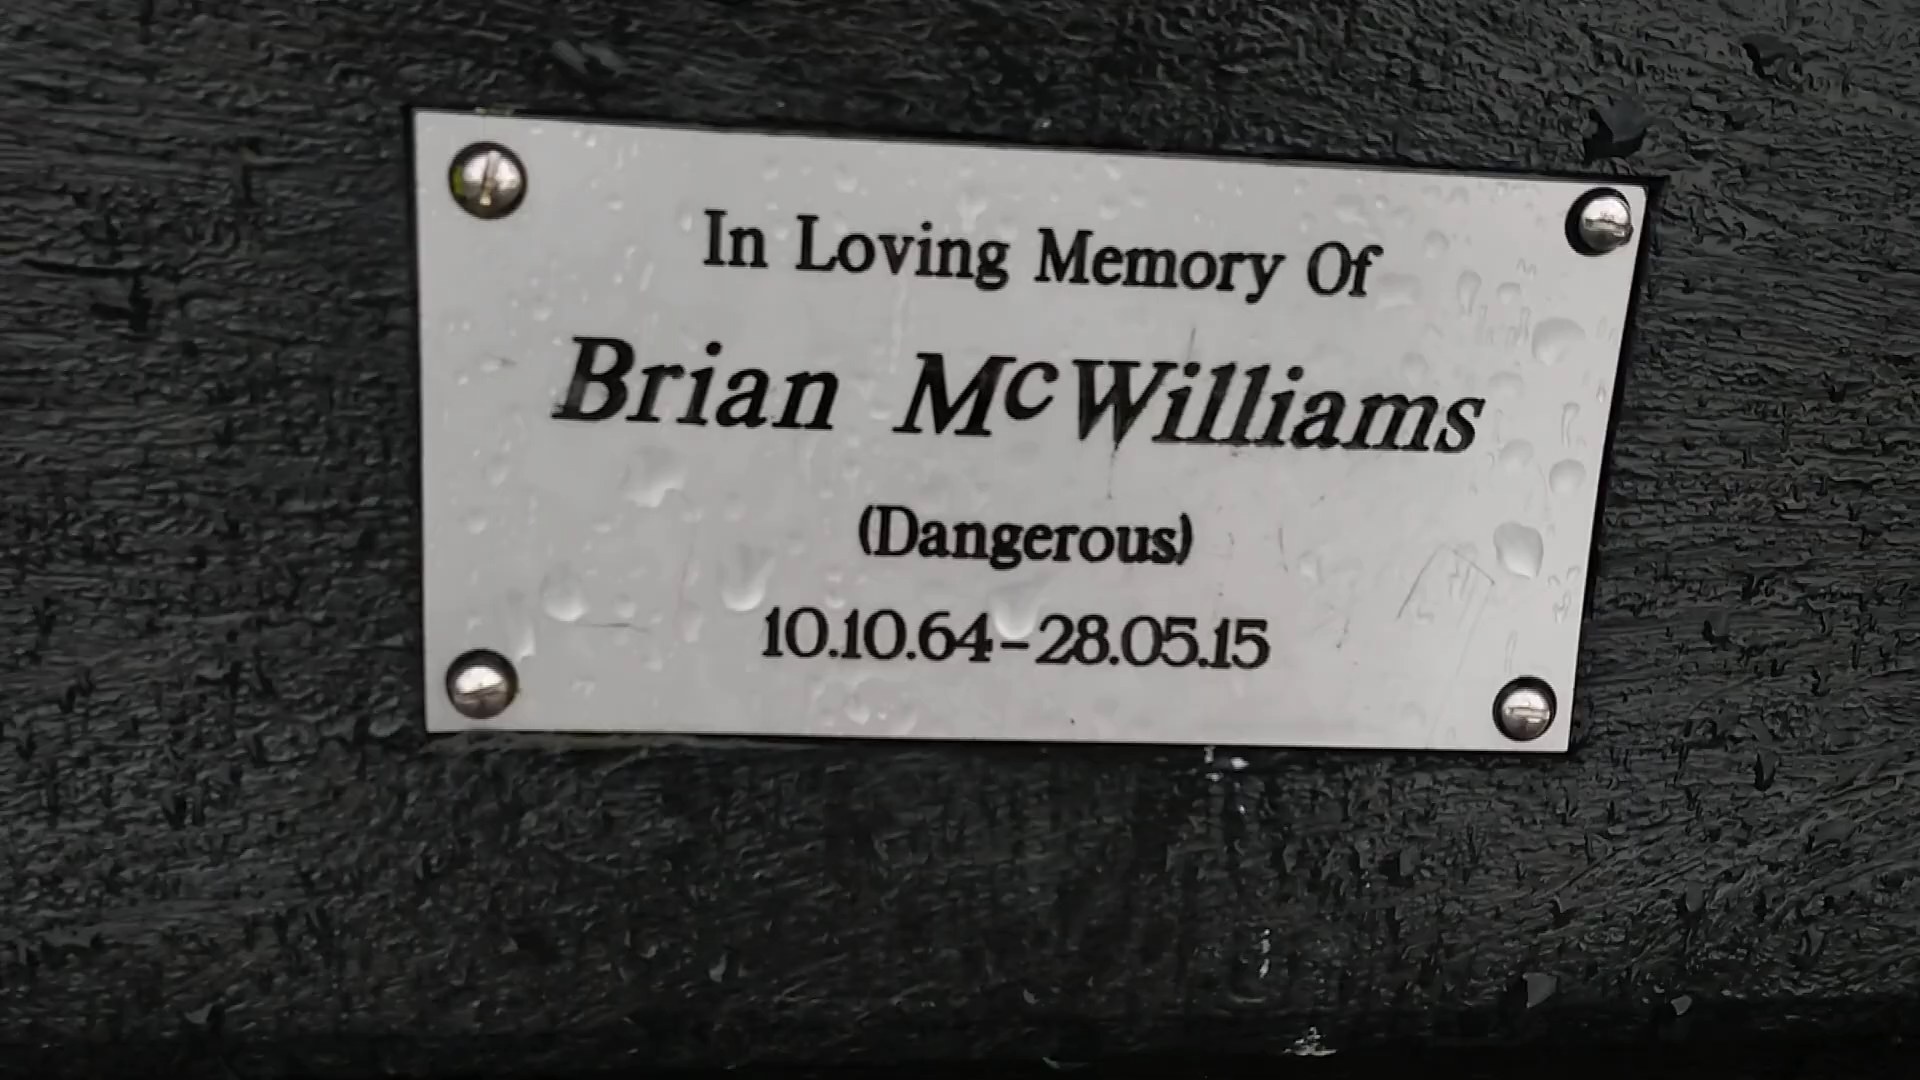 In Loving Memory Of
Brian McWilliams
(Dangerous)
10.10.64-28.05.15